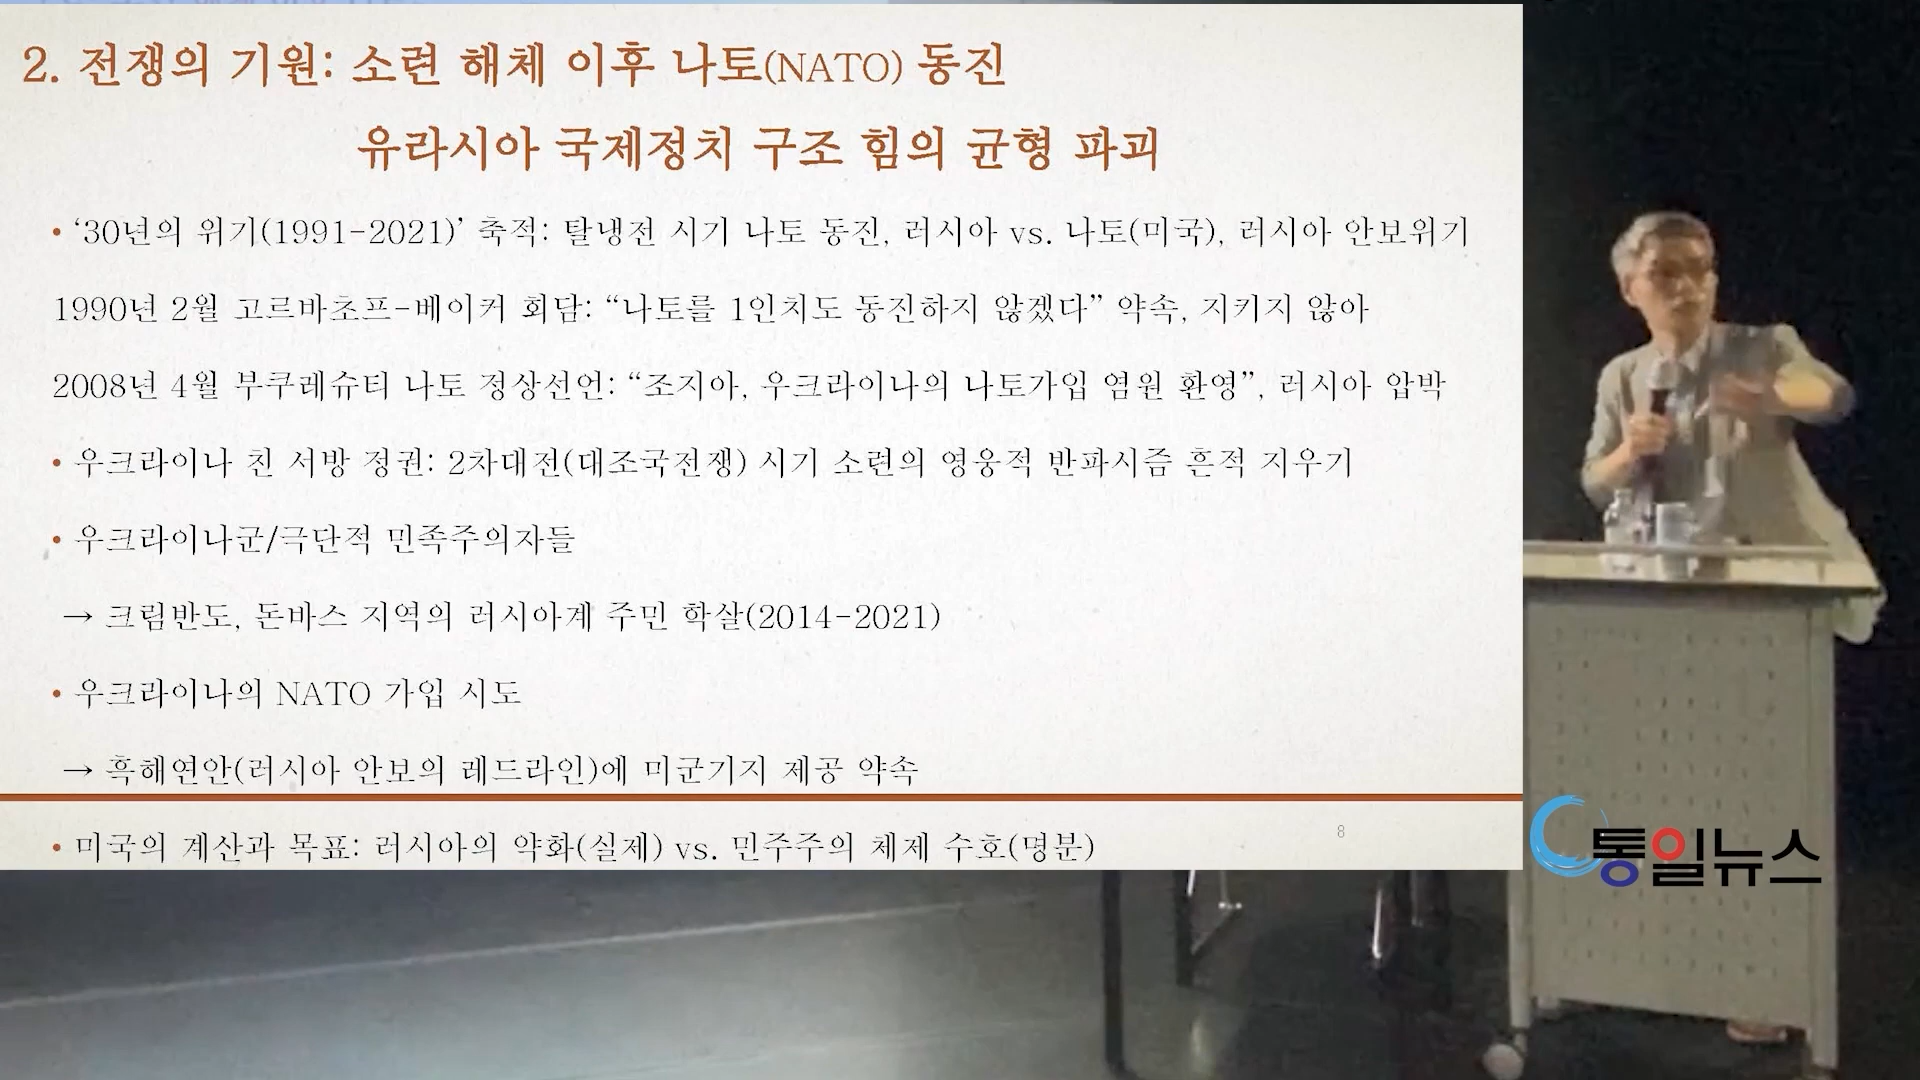 2. 전쟁의 기원: 소련 해체 이후 나토(NATO) 동진
유라시아 국제정치 구조 힘의 균형 파괴
• ‘30년의 위기(1991-2021)’ 축적: 탈냉전 시기 나토 동진, 러시아 vs. 나토(미국), 러시아 안보위기
1990년 2월 고르바초프-베이커 회담: “나토를 1인치도 동진하지 않겠다” 약속, 지키지 않아
2008년 4월 부쿠레슈티 나토 정상선언: “조지아, 우크라이나의 나토가입 염원 환영”, 러시아 압박
• 우크라이나 친 서방 정권: 2차대전(대조국전쟁) 시기 소련의 영웅적 반파시즘 흔적 지우기
• 우크라이나군/극단적 민족주의자들
→ 크림반도, 돈바스 지역의 러시아계 주민 학살(2014-2021)
• 우크라이나의 NATO 가입 시도
→ 흑해연안(러시아 안보의 레드라인)에 미군기지 제공 약속
8
• 미국의 계산과 목표: 러시아의 약화(실제) vs. 민주주의 체제 수호(명분)
통일뉴스